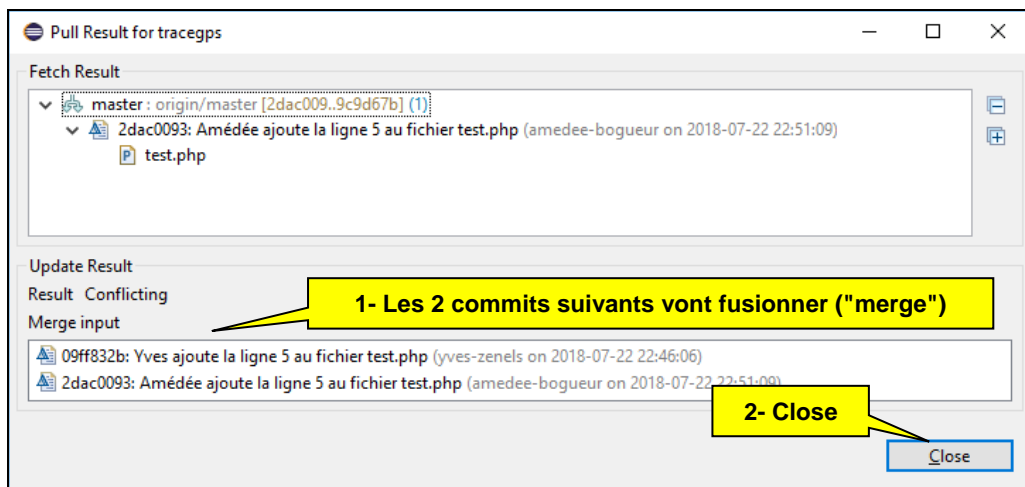 Pull Result for tracegps
Fetch Result
master : origin/master [2dac009..9c9d67b] (1)
2dac0093: Amédée ajoute la ligne 5 au fichier test.php (amedee-bogueur on 2018-07-22 22:51:09)
test.php
Update Result
Result Conflicting
1- Les 2 commits suivants vont fusionner ("merge")
Merge input
09ff832b: Yves ajoute la ligne 5 au fichier test.php (yves-zenels on 2018-07-22 22:46:06)
2dac0093: Amédée ajoute la ligne 5 au fichier test.php (amedee-bogueur on 2018-07-22 22:51:09)
2- Close
Close